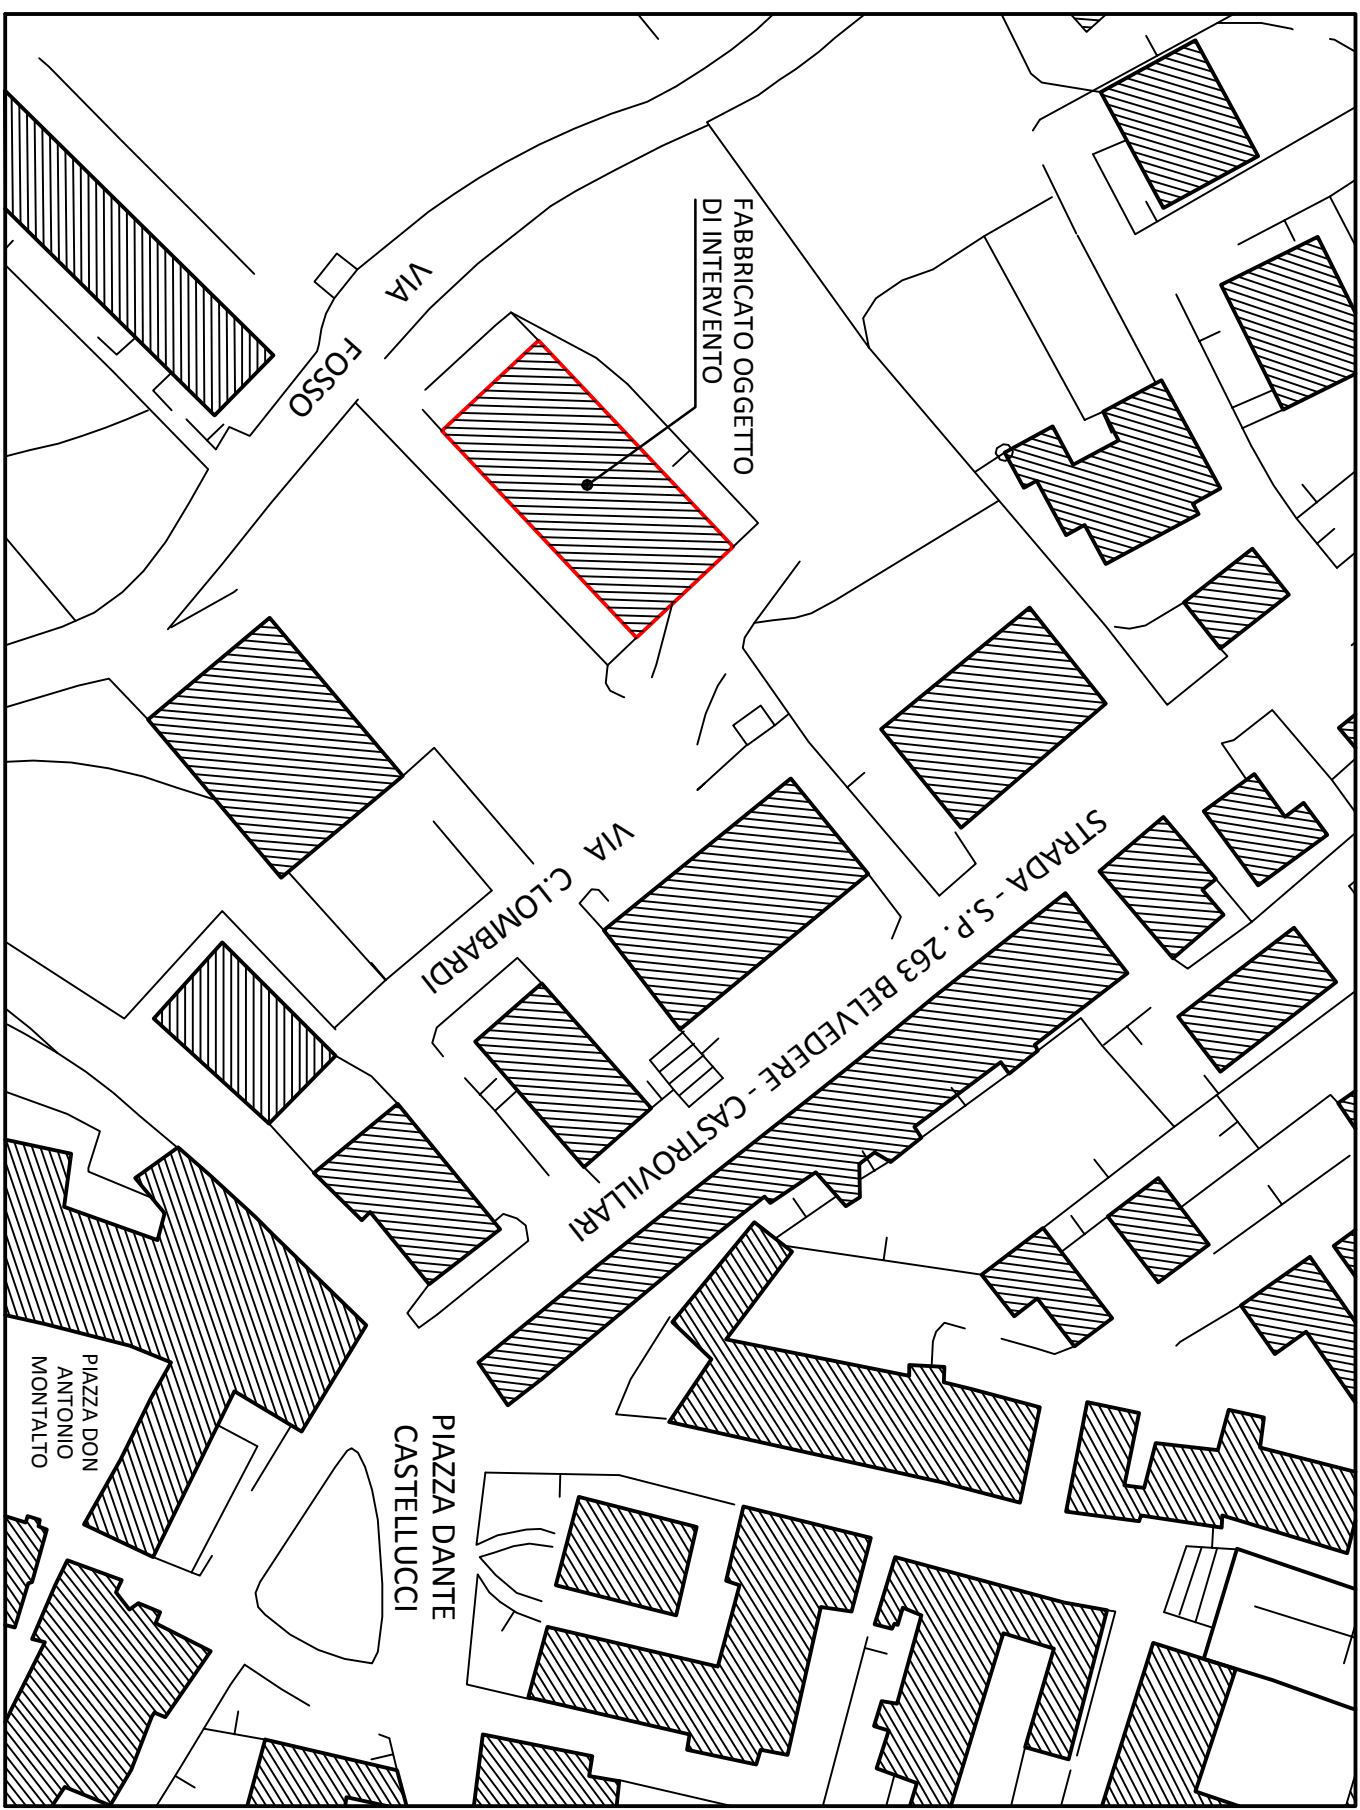 FABBRICATO OGGETTO
DI INTERVENTO
VIA FOSSO
VIA C.LOMBARDI
STRADA - S.P. 263 BELVEDERE - CASTROVILLARI
PIAZZA DANTE
CASTELLUCCI
PIAZZA DON
ANTONIO
MONTALTO